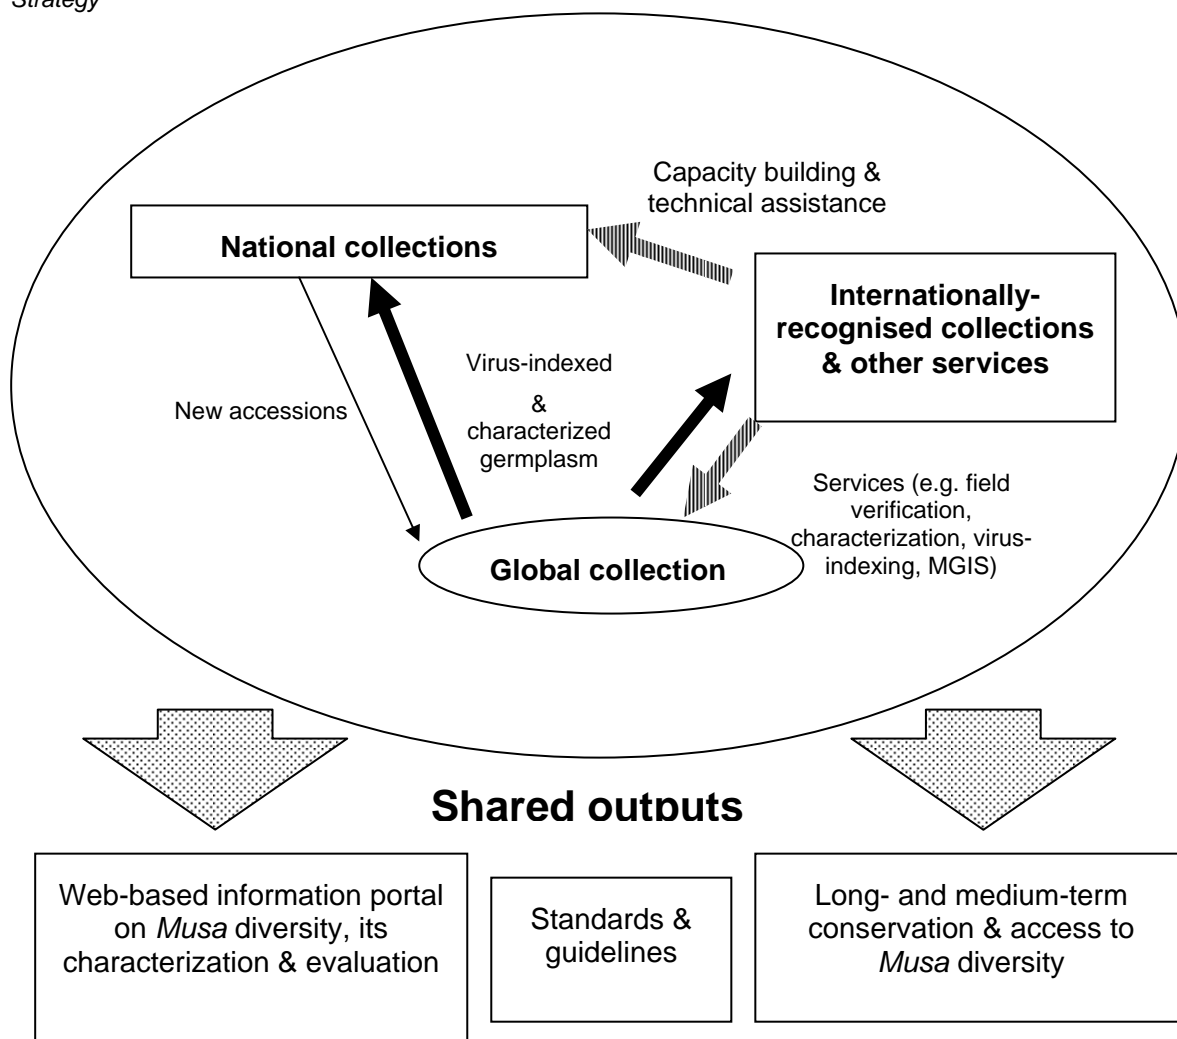 Strategy
Capacity building &
technical assistance
National collections
Internationally-
recognised collections
& other services
Virus-indexed
&
characterized
germplasm
New accessions
Services (e.g. field
verification,
characterization, virus-
indexing, MGIS)
Global collection
Shared outputs
Web-based information portal
on Musa diversity, its
characterization & evaluation
Standards &
guidelines
Long- and medium-term
conservation & access to
Musa diversity